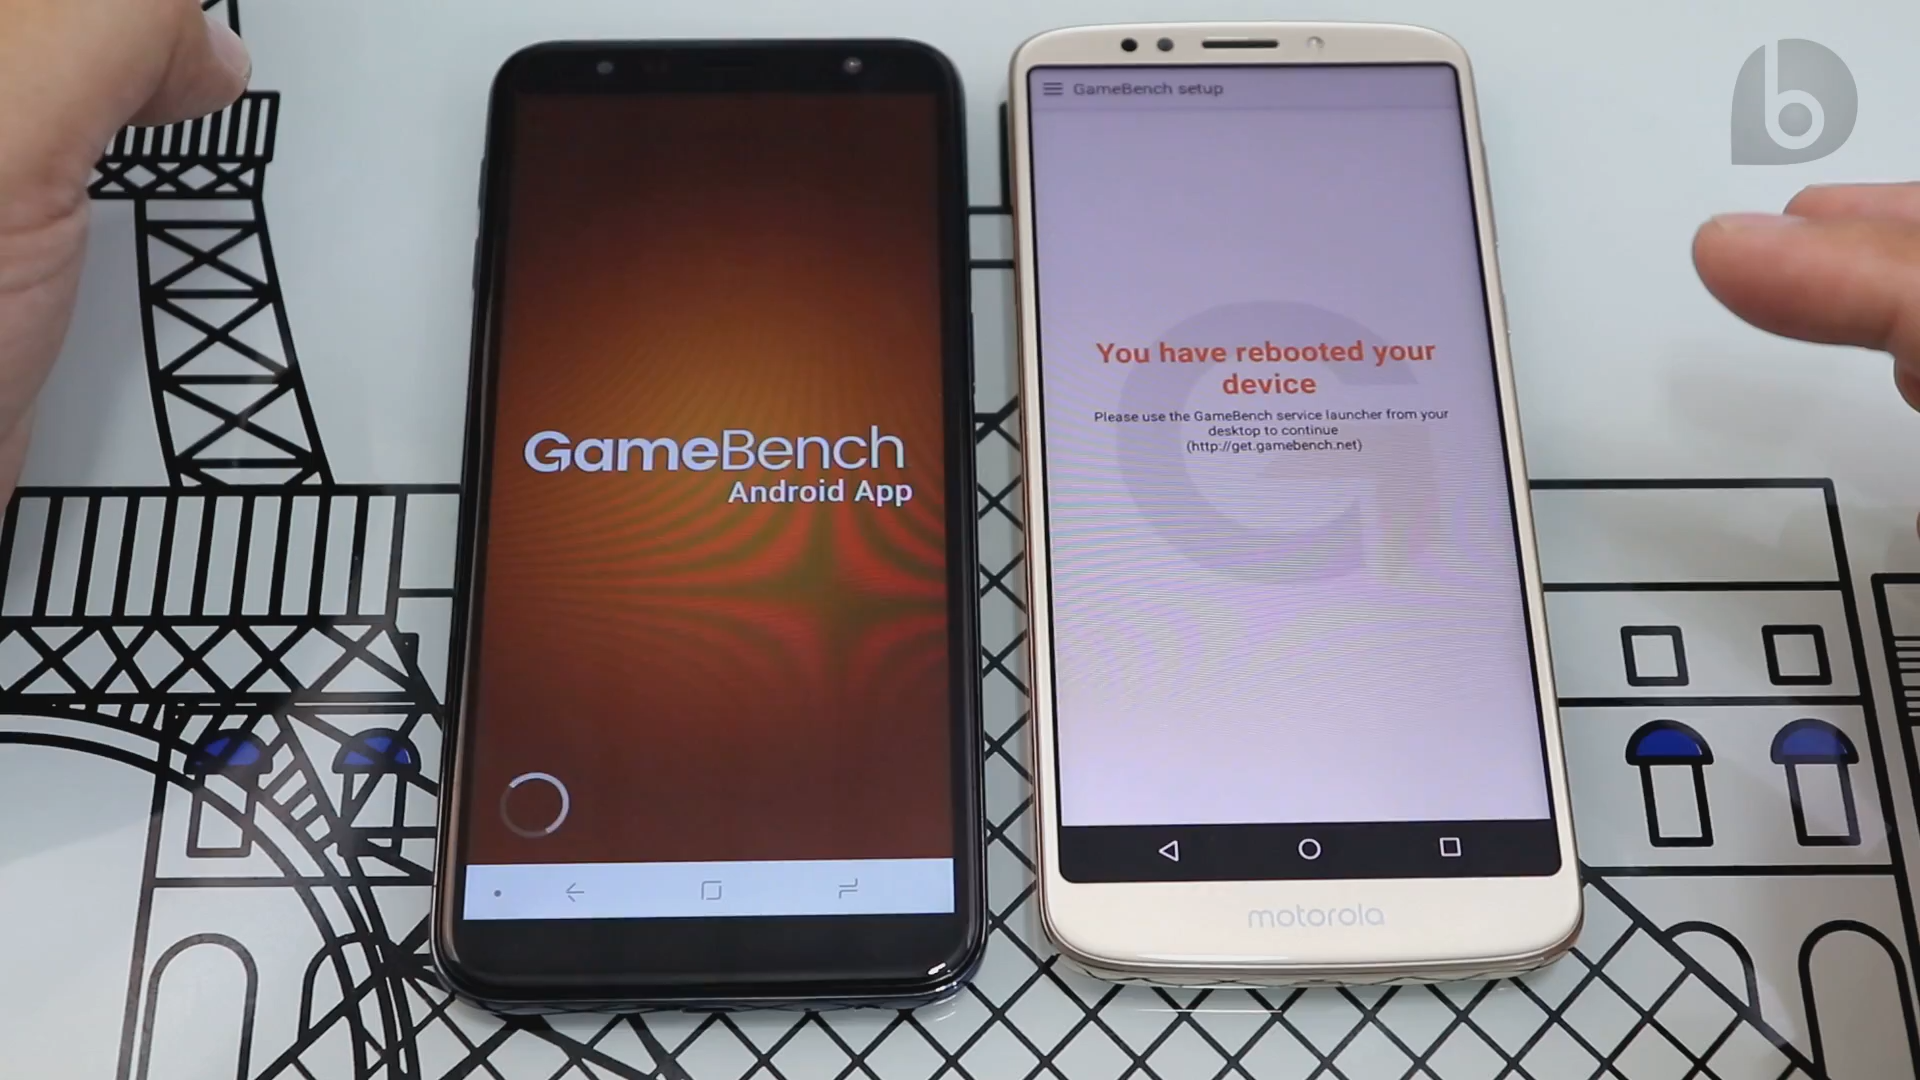 GameBench
Android App
GameBench setup
You have rebooted your
device
Please use the GameBench service launcher from your
desktop to continue
(http://get.gamebench.net)
motorola
b